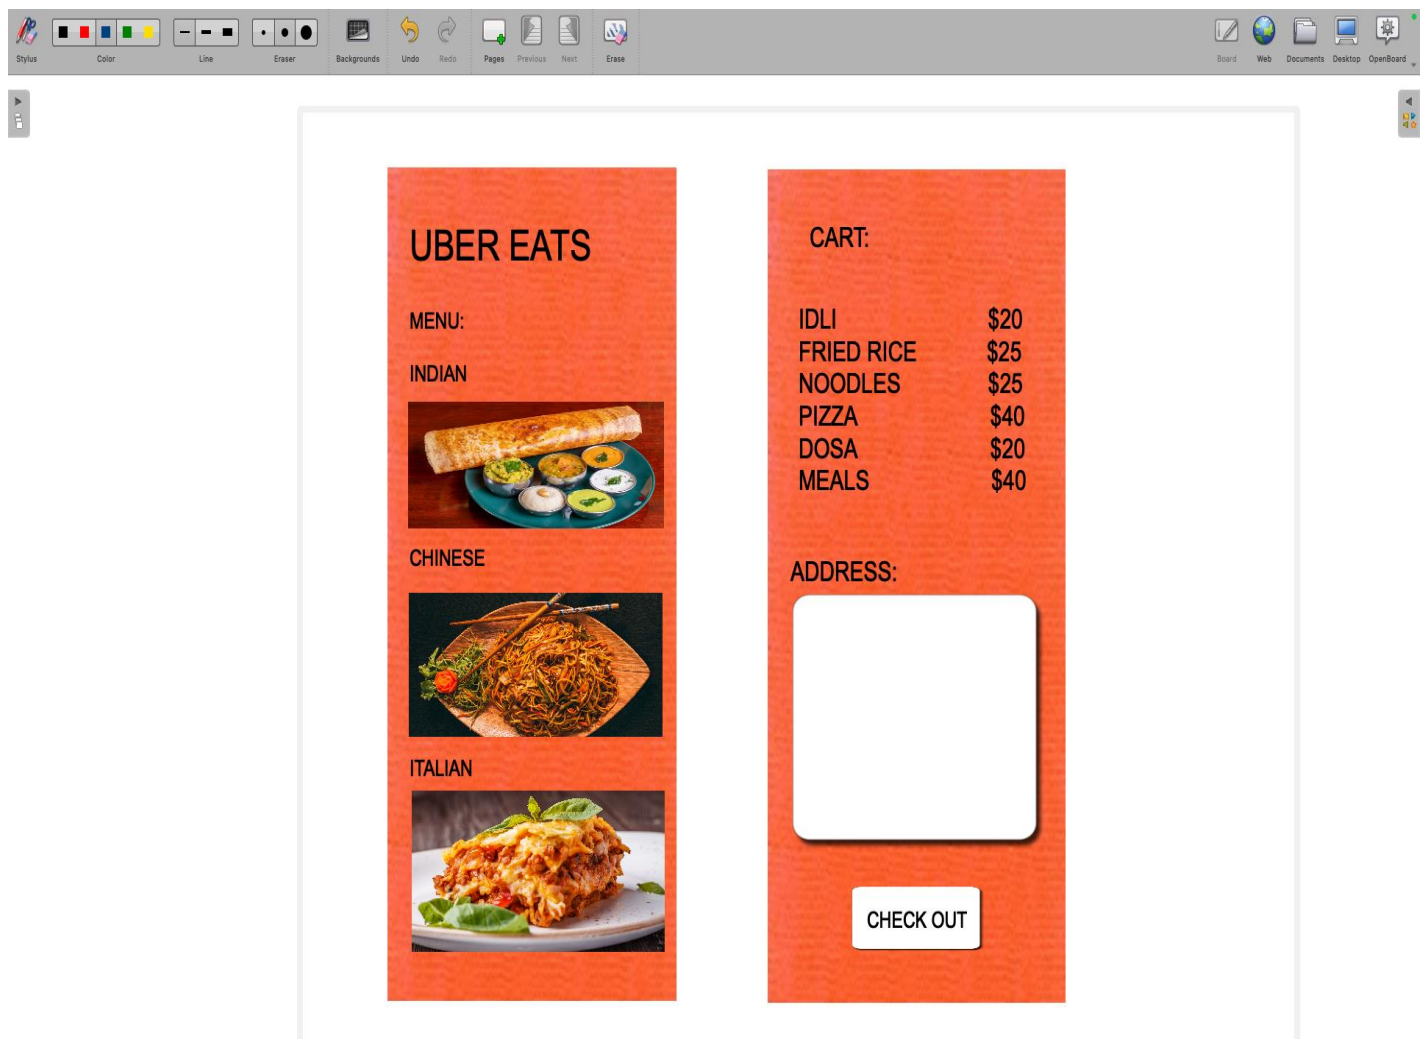 Stylus
Color
Line
Eraser
Backgrounds
Undo
Redo
Pages
Previous
Next
Erase
Board
Web
Documents
Desktop
OpenBoard
UBER EATS
MENU:
INDIAN
CHINESE
ITALIAN
CART:
IDLI $20
FRIED RICE $25
NOODLES $25
PIZZA $40
DOSA $20
MEALS $40
ADDRESS:
CHECK OUT